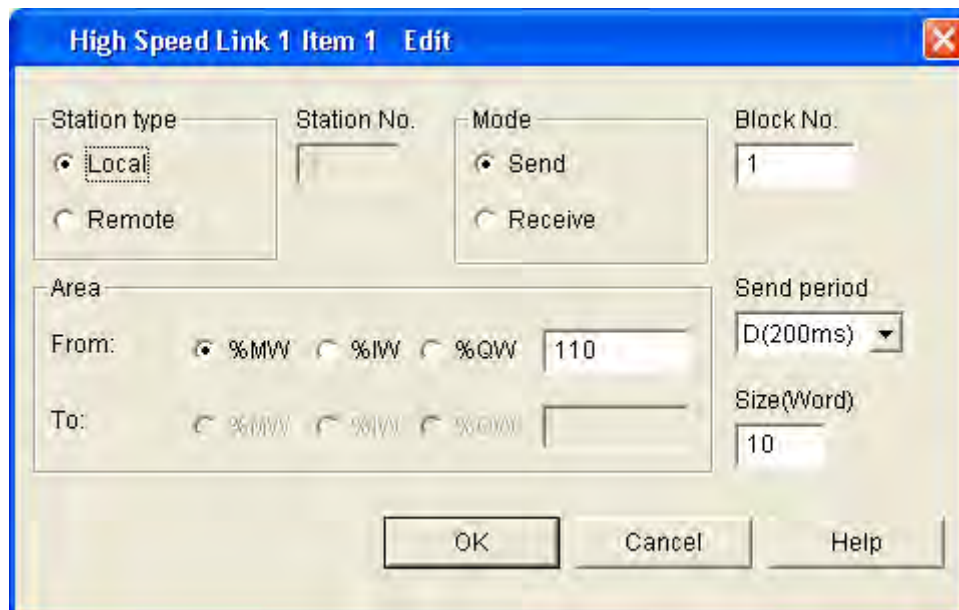 High Speed Link 1 Item 1 Edit
Station type
Local
Remote
Station No.
Mode
Send
Receive
Block No.
1
Area
From: %MW %IW %QW 110
To: %MW %IW %QW
Send period
D(200ms)
Size(Word)
10
OK Cancel Help